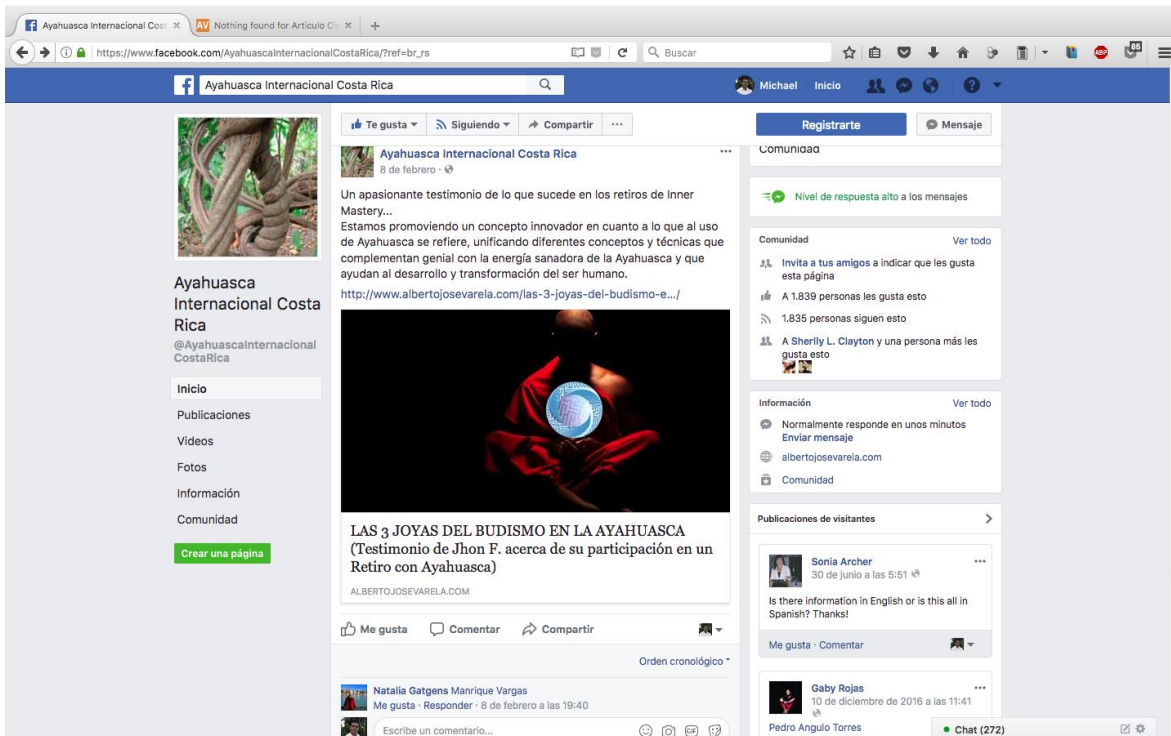 Ayahuasca Internacional Cost
Nothing found for Articulo Cie
https://www.facebook.com/AyahuascaInternacionalCostaRica/?ref=br_rs
Buscar
ABP
85
Ayahuasca Internacional Costa Rica
Michael
Inicio
Te gusta
Siguiendo
Compartir
Registrarte
Mensaje
Ayahuasca
Internacional Costa
Rica
@AyahuascaInternacional
CostaRica
Inicio
Publicaciones
Videos
Fotos
Información
Comunidad
Crear una página
Ayahuasca Internacional Costa Rica
8 de febrero ·
Un apasionante testimonio de lo que sucede en los retiros de Inner
Mastery...
Estamos promoviendo un concepto innovador en cuanto a lo que al uso
de Ayahuasca se refiere, unificando diferentes conceptos y técnicas que
complementan genial con la energía sanadora de la Ayahuasca y que
ayudan al desarrollo y transformación del ser humano.
http://www.albertojosevarela.com/las-3-joyas-del-budismo-e.../
LAS 3 JOYAS DEL BUDISMO EN LA AYAHUASCA
(Testimonio de Jhon F. acerca de su participación en un
Retiro con Ayahuasca)
ALBERTOJOSEVARELA.COM
Me gusta
Comentar
Compartir
Orden cronológico
Natalia Gatgens Manrique Vargas
Me gusta · Responder · 8 de febrero a las 19:40
Escribe un comentario...
GIF
Comunidad
Nivel de respuesta alto a los mensajes
Comunidad
Ver todo
Invita a tus amigos a indicar que les gusta
esta página
A 1.839 personas les gusta esto
1.835 personas siguen esto
A Sherlly L. Clayton y una persona más les
gusta esto
Información
Ver todo
Normalmente responde en unos minutos
Enviar mensaje
albertojosevarela.com
Comunidad
Publicaciones de visitantes
Sonia Archer
30 de junio a las 5:51
Is there information in English or is this all in
Spanish? Thanks!
Me gusta · Comentar
Gaby Rojas
10 de diciembre de 2016 a las 11:41
Pedro Angulo Torres
Chat (272)